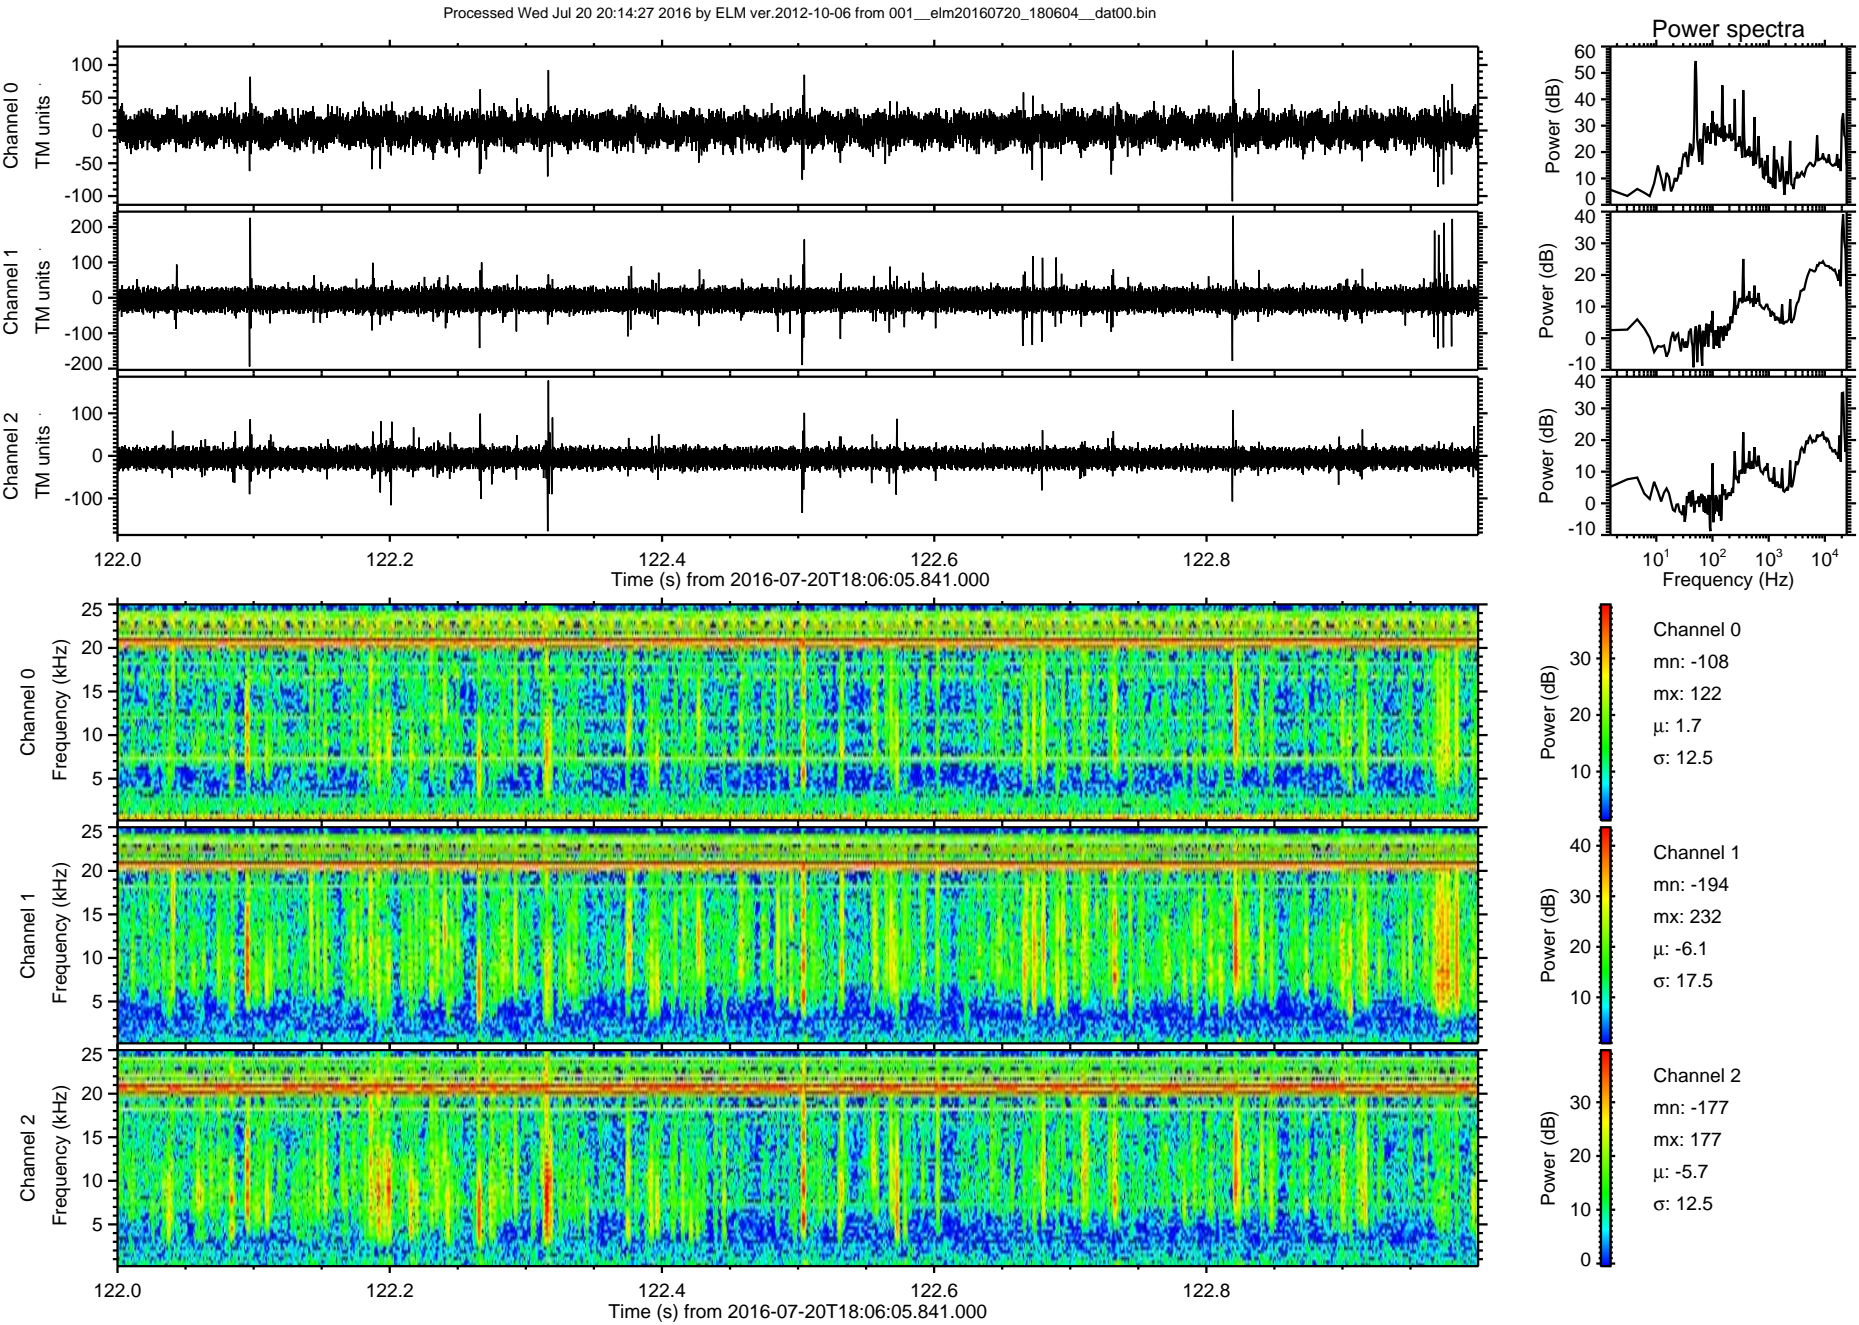 Processed Wed Jul 20 20:14:27 2016 by ELM ver.2012-10-06 from 001__elm20160720_180604__dat00.bin
Power spectra
Channel 0
TM units
100
50
0
-50
-100
Power (dB)
60
50
40
30
20
10
0
Channel 1
TM units
200
100
0
-100
-200
Power (dB)
40
30
20
10
0
-10
Channel 2
TM units
100
0
-100
Power (dB)
40
30
20
10
0
-10
122.0 122.2 122.4 122.6 122.8
Time (s) from 2016-07-20T18:06:05.841.000
10^1 10^2 10^3 10^4
Frequency (Hz)
Channel 0
Frequency (kHz)
25
20
15
10
5
Power (dB)
30
20
10
Channel 0
mn: -108
mx: 122
μ: 1.7
σ: 12.5
Channel 1
Frequency (kHz)
25
20
15
10
5
Power (dB)
40
30
20
10
Channel 1
mn: -194
mx: 232
μ: -6.1
σ: 17.5
Channel 2
Frequency (kHz)
25
20
15
10
5
Power (dB)
30
20
10
0
Channel 2
mn: -177
mx: 177
μ: -5.7
σ: 12.5
122.0 122.2 122.4 122.6 122.8
Time (s) from 2016-07-20T18:06:05.841.000